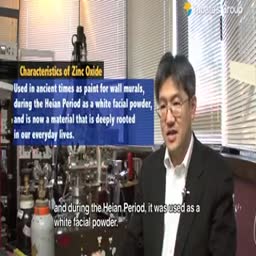 Characteristics of Zinc Oxide
Used in ancient times as paint for wall murals,
during the Heian Period as a white facial powder,
and is now a material that is deeply rooted
in our everyday lives.
and during the Heian Period, it was used as a
white facial powder.